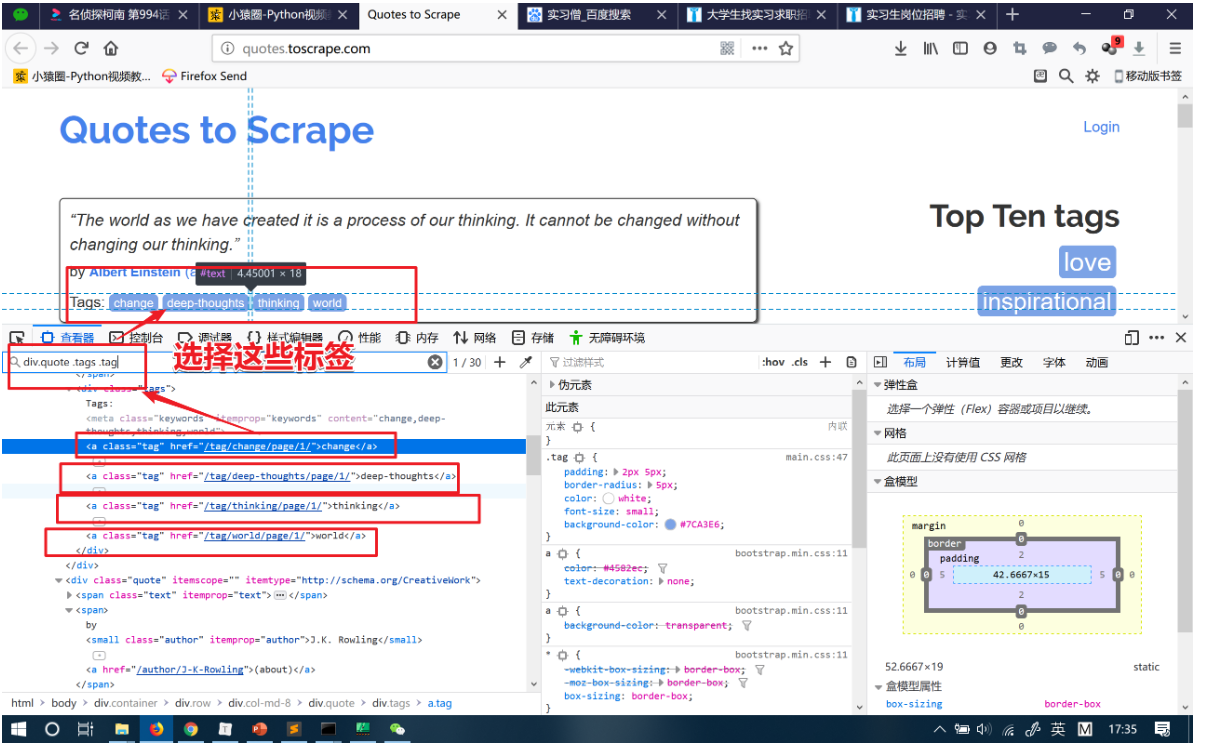 名侦探柯南 第994话
小猿圈-Python视频
Quotes to Scrape
实习僧_百度搜索
大学生找实习求职招
实习生岗位招聘 - 实
quotes.toscrape.com
9
小猿圈-Python视频教...
Firefox Send
移动版书签
Quotes to Scrape
Login
“The world as we have created it is a process of our thinking. It cannot be changed without
changing our thinking.”
by Albert Einstein (a
#text | 4.45001 × 18
Tags: change deep-thoughts thinking world
Top Ten tags
love
inspirational
查看器 控制台 调试器 {} 样式编辑器 性能 内存 网络 存储 无障碍环境
选择这些标签
div.quote .tags .tag
1 / 30
过滤样式
:hov .cls
布局 计算值 更改 字体 动画
</span>
<div class="tags">
Tags:
<meta class="keywords" itemprop="keywords" content="change,deep-
thoughts,thinking,world">
<a class="tag" href="/tag/change/page/1/">change</a>
<a class="tag" href="/tag/deep-thoughts/page/1/">deep-thoughts</a>
<a class="tag" href="/tag/thinking/page/1/">thinking</a>
<a class="tag" href="/tag/world/page/1/">world</a>
</div>
</div>
<div class="quote" itemscope="" itemtype="http://schema.org/CreativeWork">
<span class="text" itemprop="text"> </span>
<span>
by
<small class="author" itemprop="author">J.K. Rowling</small>
<a href="/author/J-K-Rowling">(about)</a>
</span>
html > body > div.container > div.row > div.col-md-8 > div.quote > div.tags > a.tag
伪元素
此元素
元素 { 内联
}
.tag { main.css:47
padding: 2px 5px;
border-radius: 5px;
color: white;
font-size: small;
background-color: #7CA3E6;
}
a { bootstrap.min.css:11
color: #4582ec;
text-decoration: none;
}
a { bootstrap.min.css:11
background-color: transparent;
}
* { bootstrap.min.css:11
-webkit-box-sizing: border-box;
-moz-box-sizing: border-box;
box-sizing: border-box;
}
弹性盒
选择一个弹性（Flex）容器或项目以继续。
网格
此页面上没有使用 CSS 网格
盒模型
margin 0
border 0
padding 2
0 0 5 42.6667×15 5 0 0
2
0
0
52.6667×19 static
盒模型属性
box-sizing border-box
英 M 17:35